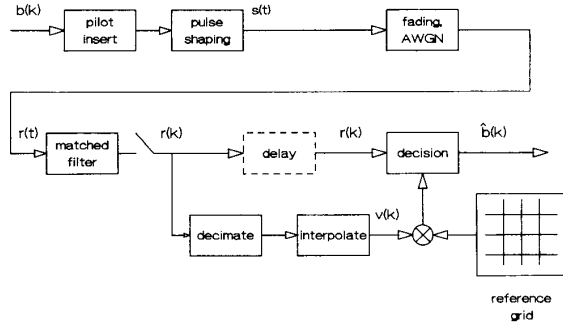 b(k)
pilot
insert
pulse
shaping
s(t)
fading,
AWGN
r(t)
matched
filter
r(k)
delay
r(k)
decision
b̂(k)
decimate
interpolate
v(k)
reference
grid